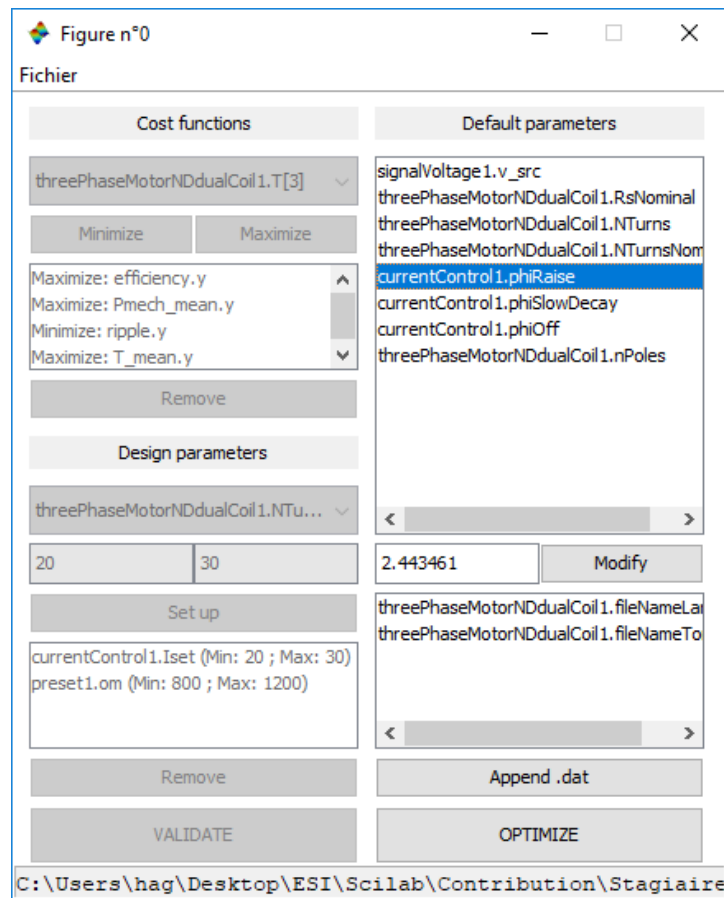 Figure n°0
Fichier
Cost functions
threePhaseMotorNDdualCoil1.T[3]
Minimize
Maximize
Maximize: efficiency.y
Maximize: Pmech_mean.y
Minimize: ripple.y
Maximize: T_mean.y
Remove
Design parameters
threePhaseMotorNDdualCoil1.NTu...
20
30
Set up
currentControl1.Iset (Min: 20 ; Max: 30)
preset1.om (Min: 800 ; Max: 1200)
Remove
VALIDATE
Default parameters
signalVoltage1.v_src
threePhaseMotorNDdualCoil1.RsNominal
threePhaseMotorNDdualCoil1.NTurns
threePhaseMotorNDdualCoil1.NTurnsNom
currentControl1.phiRaise
currentControl1.phiSlowDecay
currentControl1.phiOff
threePhaseMotorNDdualCoil1.nPoles
2.443461
Modify
threePhaseMotorNDdualCoil1.fileNameLa
threePhaseMotorNDdualCoil1.fileNameTo
Append .dat
OPTIMIZE
C:\Users\hag\Desktop\ESI\Scilab\Contribution\Stagiaire